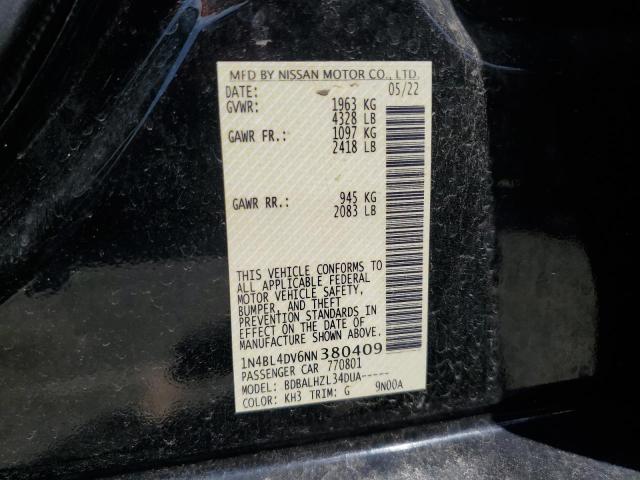 MFD BY NISSAN MOTOR CO., LTD.
DATE: 05/22
GVWR: 1963 KG
4328 LB
GAWR FR.: 1097 KG
2418 LB
GAWR RR.: 945 KG
2083 LB
THIS VEHICLE CONFORMS TO
ALL APPLICABLE FEDERAL
MOTOR VEHICLE SAFETY,
BUMPER, AND THEFT
PREVENTION STANDARDS IN
EFFECT ON THE DATE OF
MANUFACTURE SHOWN ABOVE.
1N4BL4DV6NN380409
PASSENGER CAR 770801
MODEL: BDBALHZL34DUA-----
COLOR: KH3 TRIM: G 9N00A